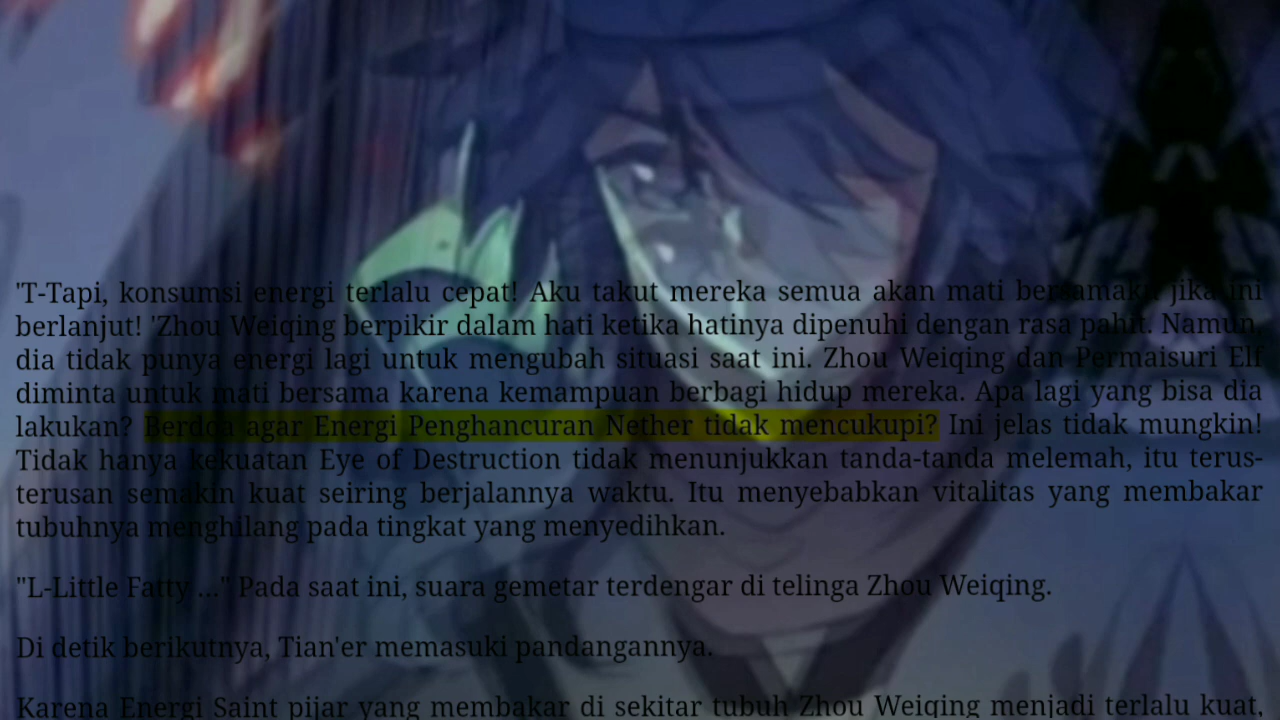 'T-Tapi, konsumsi energi terlalu cepat! Aku takut mereka semua akan mati bersamaku jika ini
berlanjut! 'Zhou Weiqing berpikir dalam hati ketika hatinya dipenuhi dengan rasa pahit. Namun,
dia tidak punya energi lagi untuk mengubah situasi saat ini. Zhou Weiqing dan Permaisuri Elf
diminta untuk mati bersama karena kemampuan berbagi hidup mereka. Apa lagi yang bisa dia
lakukan? Berdoa agar Energi Penghancuran Nether tidak mencukupi? Ini jelas tidak mungkin!
Tidak hanya kekuatan Eye of Destruction tidak menunjukkan tanda-tanda melemah, itu terus-
terusan semakin kuat seiring berjalannya waktu. Itu menyebabkan vitalitas yang membakar
tubuhnya menghilang pada tingkat yang menyedihkan.
"L-Little Fatty ..." Pada saat ini, suara gemetar terdengar di telinga Zhou Weiqing.
Di detik berikutnya, Tian'er memasuki pandangannya.
Karena Energi Saint pijar yang membakar di sekitar tubuh Zhou Weiqing menjadi terlalu kuat,